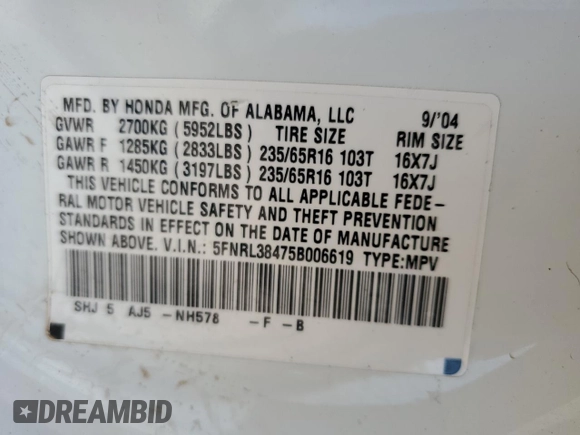 MFD. BY HONDA MFG. OF ALABAMA, LLC 9/'04
GVWR 2700KG (5952LBS) TIRE SIZE RIM SIZE
GAWR F 1285KG (2833LBS) 235/65R16 103T 16X7J
GAWR R 1450KG (3197LBS) 235/65R16 103T 16X7J
THIS VEHICLE CONFORMS TO ALL APPLICABLE FEDE-
RAL MOTOR VEHICLE SAFETY AND THEFT PREVENTION
STANDARDS IN EFFECT ON THE DATE OF MANUFACTURE
SHOWN ABOVE. V.I.N.: 5FNRL38475B006619 TYPE:MPV
SHJ 5 AJ5 -NH578 -F -B
DREAMBID